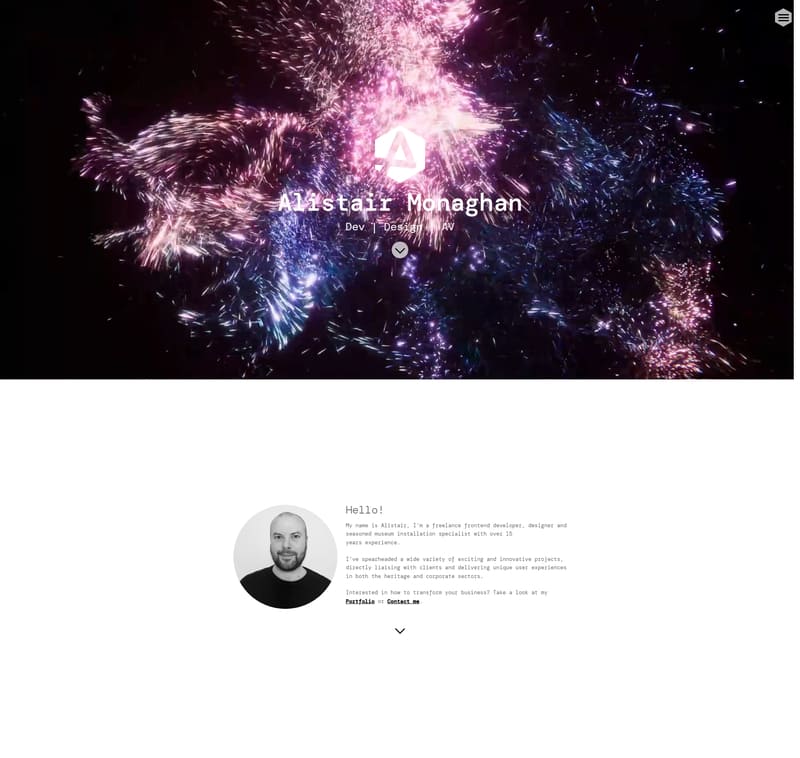 Alistair Monaghan
Dev | Design | AV
Hello!
My name is Alistair, I'm a freelance frontend developer, designer and
seasoned museum installation specialist with over 15
years experience.
I've spearheaded a wide variety of exciting and innovative projects,
directly liaising with clients and delivering unique user experiences
in both the heritage and corporate sectors.
Interested in how to transform your business? Take a look at my
Portfolio or Contact me.